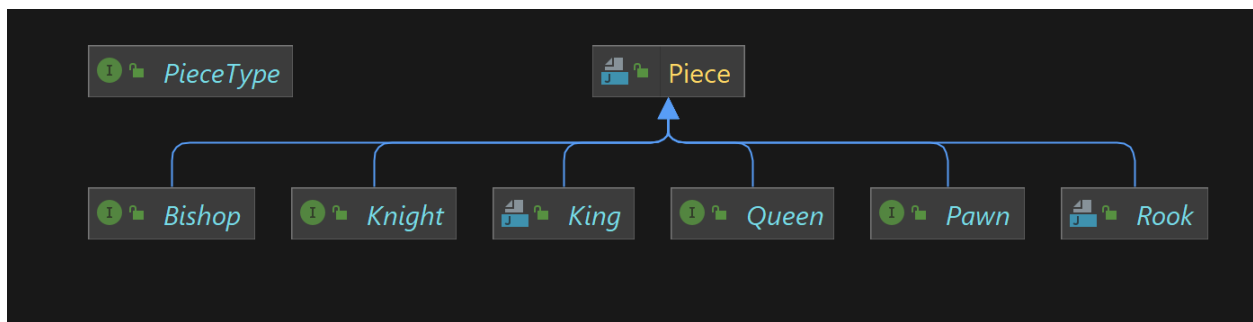 I PieceType
J Piece
I Bishop
I Knight
J King
I Queen
I Pawn
J Rook